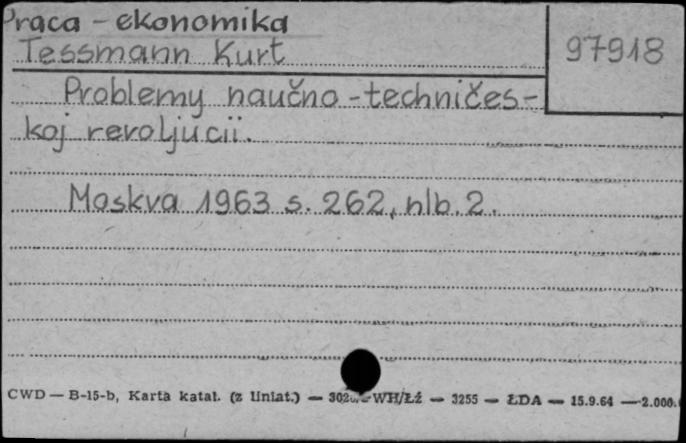 Praca - ekonomika
Tessmann Kurt
97918
Problemy naučno-techničes-
koj revoljucii.
Moskva 1963 s. 262, nlb. 2.
CWD — B-15-b, Karta katal. (z liniat.) — WH/Łź — 3255 — ŁDA — 15.9.64 — 2.000.